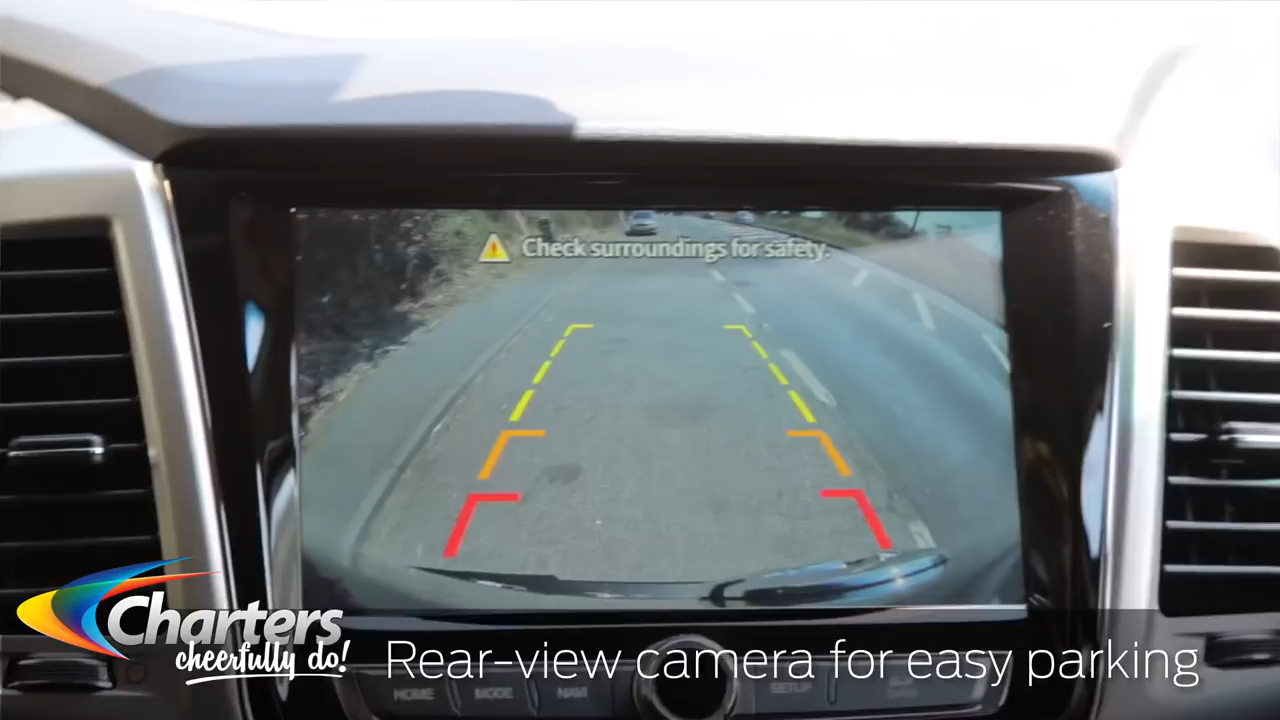 Check surroundings for safety.
Charters
cheerfully do!
Rear-view camera for easy parking
HOME MODE NAVI SETUP